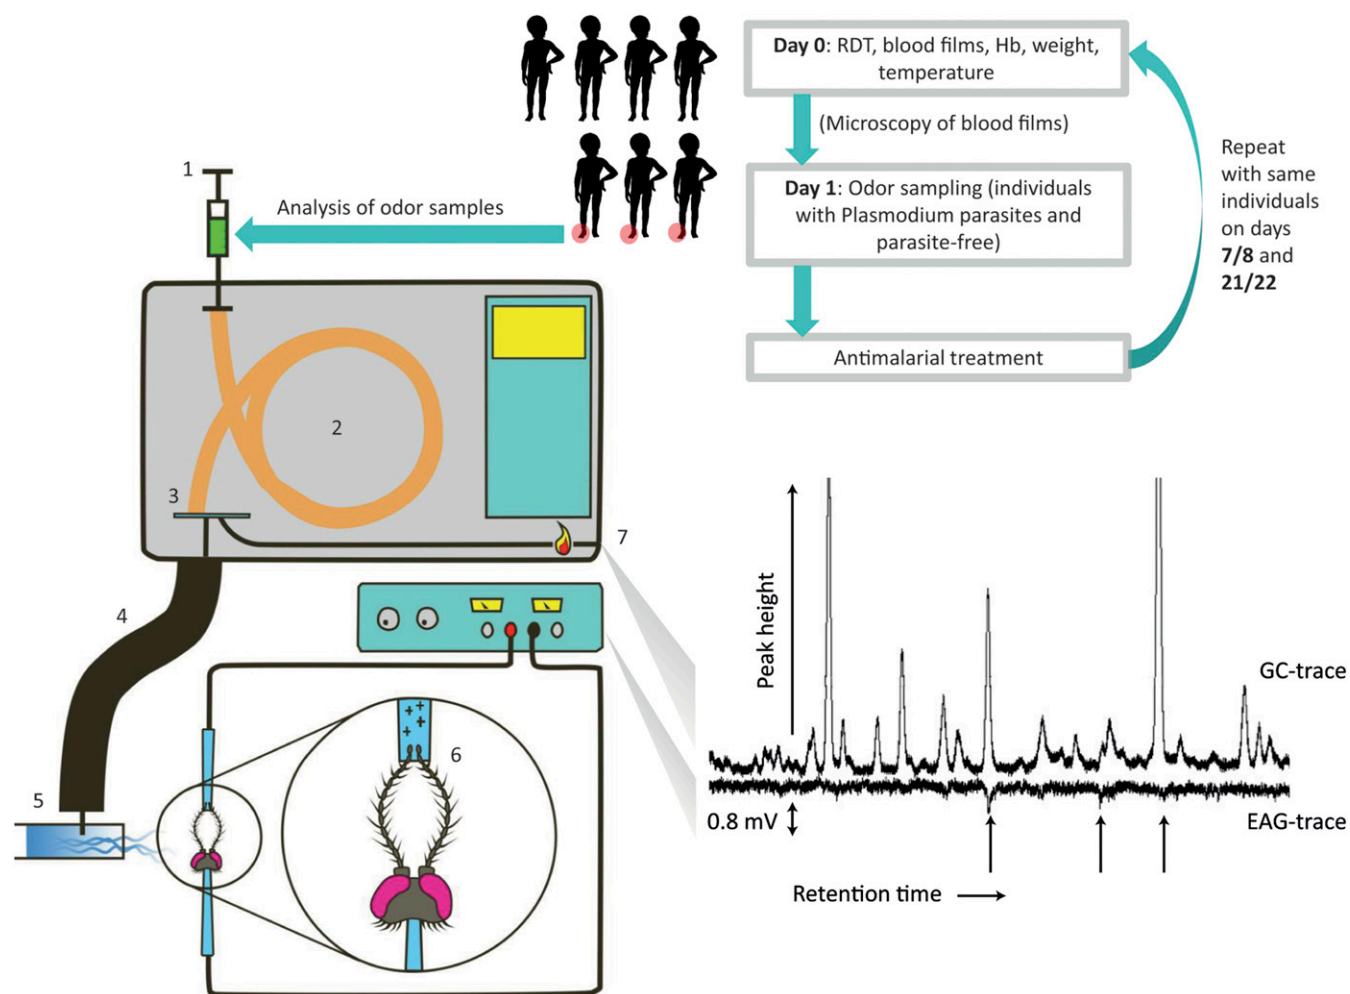 Day 0: RDT, blood films, Hb, weight,
temperature
(Microscopy of blood films)
Day 1: Odor sampling (individuals
with Plasmodium parasites and
parasite-free)
Antimalarial treatment
Repeat
with same
individuals
on days
7/8 and
21/22
1
Analysis of odor samples
2
3
7
4
6
5
Peak height
GC-trace
EAG-trace
0.8 mV
Retention time
+ +
+
+ +